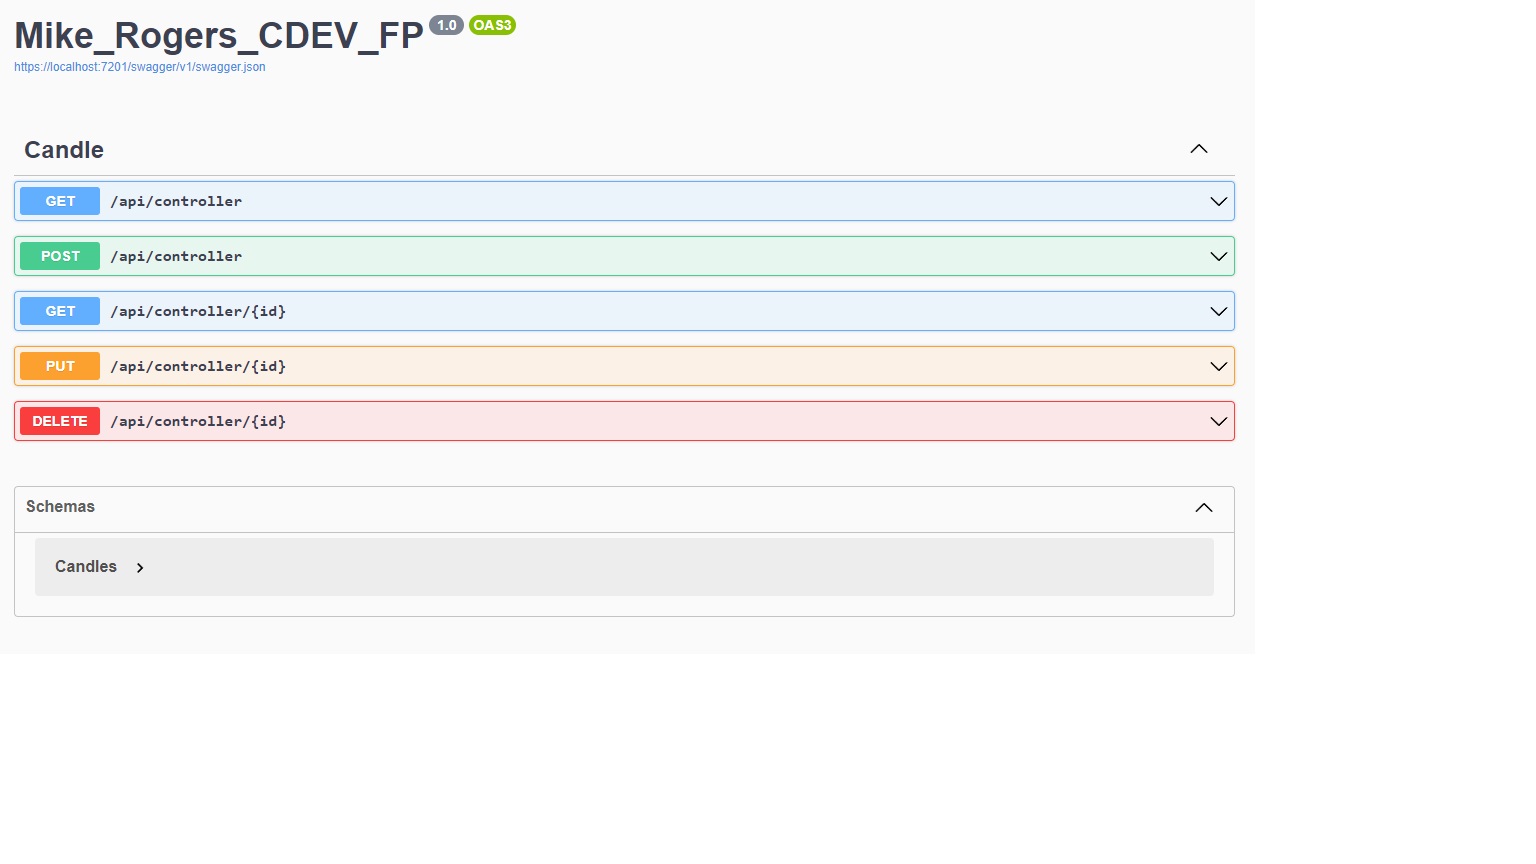 Mike_Rogers_CDEV_FP 1.0 OAS3
https://localhost:7201/swagger/v1/swagger.json
Candle
GET /api/controller
POST /api/controller
GET /api/controller/{id}
PUT /api/controller/{id}
DELETE /api/controller/{id}
Schemas
Candles